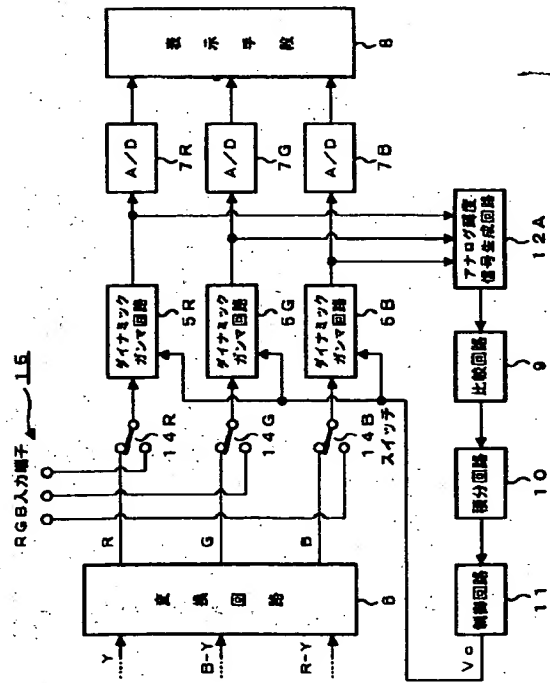 Y
B-Y
R-Y
変換回路
6
R
G
B
RGB入力端子
15
14R
14G
14B
スイッチ
ダイナミック
ガンマ回路
5R
ダイナミック
ガンマ回路
5G
ダイナミック
ガンマ回路
5B
A/D
7R
A/D
7G
A/D
7B
表示手段
8
アナログ輝度
信号生成回路
12A
比較回路
9
積分回路
10
制御回路
11
Vc